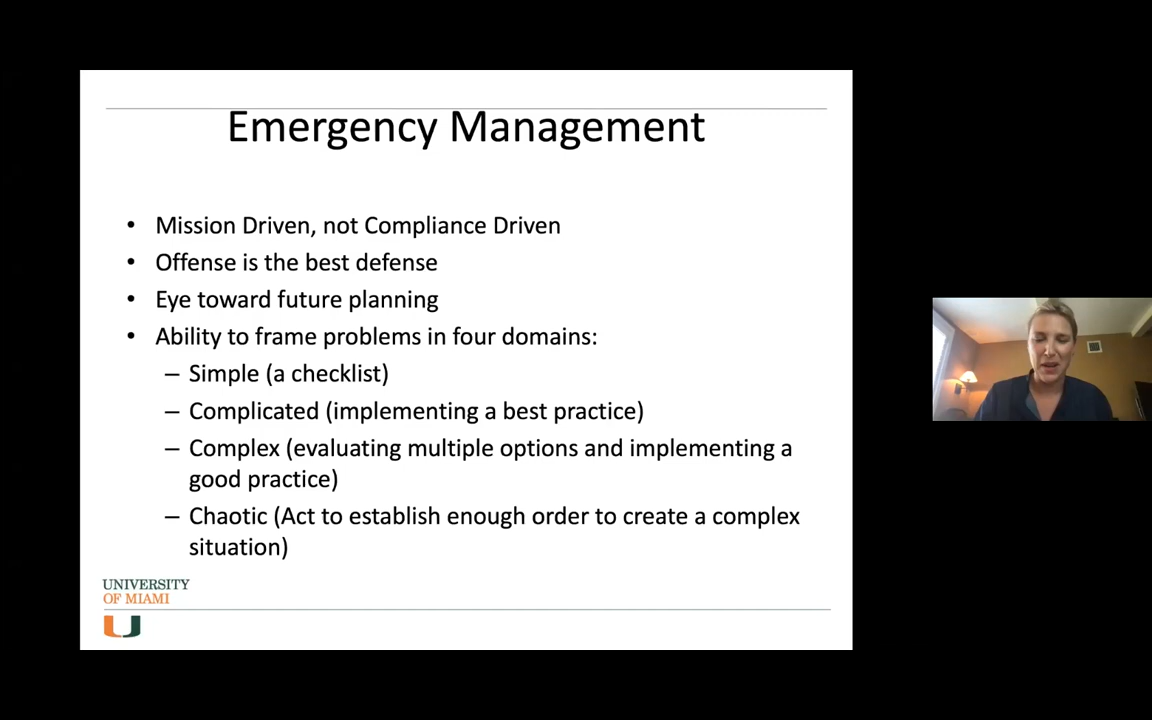 Emergency Management
• Mission Driven, not Compliance Driven
• Offense is the best defense
• Eye toward future planning
• Ability to frame problems in four domains:
– Simple (a checklist)
– Complicated (implementing a best practice)
– Complex (evaluating multiple options and implementing a
good practice)
– Chaotic (Act to establish enough order to create a complex
situation)
UNIVERSITY
OF MIAMI
U